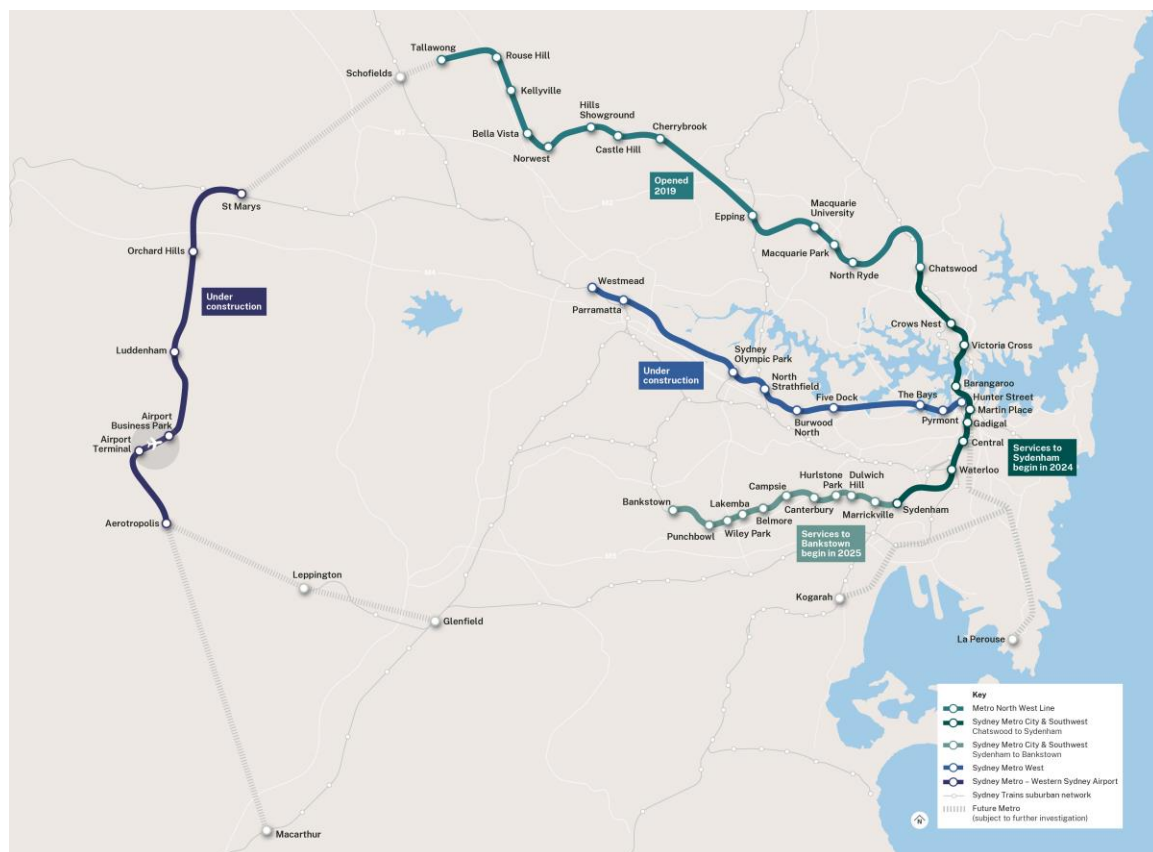 Tallawong
Rouse Hill
Schofields
Kellyville
Hills
Showground
Bella Vista
Cherrybrook
Castle Hill
Norwest
Opened
2019
M2
St Marys
Epping
Macquarie
University
Orchard Hills
Macquarie Park
North Ryde
Chatswood
M4
Under
construction
Westmead
Parramatta
Crows Nest
Victoria Cross
Luddenham
Under
construction
Sydney
Olympic Park
North
Strathfield
Barangaroo
Five Dock
The Bays
Hunter Street
Martin Place
Burwood
North
Pyrmont
Gadigal
Airport
Business Park
Airport
Terminal
Central
Services to
Sydenham
begin in 2024
Waterloo
Hurlstone
Park
Dulwich
Hill
Campsie
Lakemba
Bankstown
Canterbury
Sydenham
Marrickville
Belmore
Wiley Park
Punchbowl
Aerotropolis
Services to
Bankstown
begin in 2025
Leppington
Kogarah
Glenfield
La Perouse
Macarthur
Key
Metro North West Line
Sydney Metro City & Southwest
Chatswood to Sydenham
Sydney Metro City & Southwest
Sydenham to Bankstown
Sydney Metro West
Sydney Metro – Western Sydney Airport
Sydney Trains suburban network
Future Metro
(subject to further investigation)
N